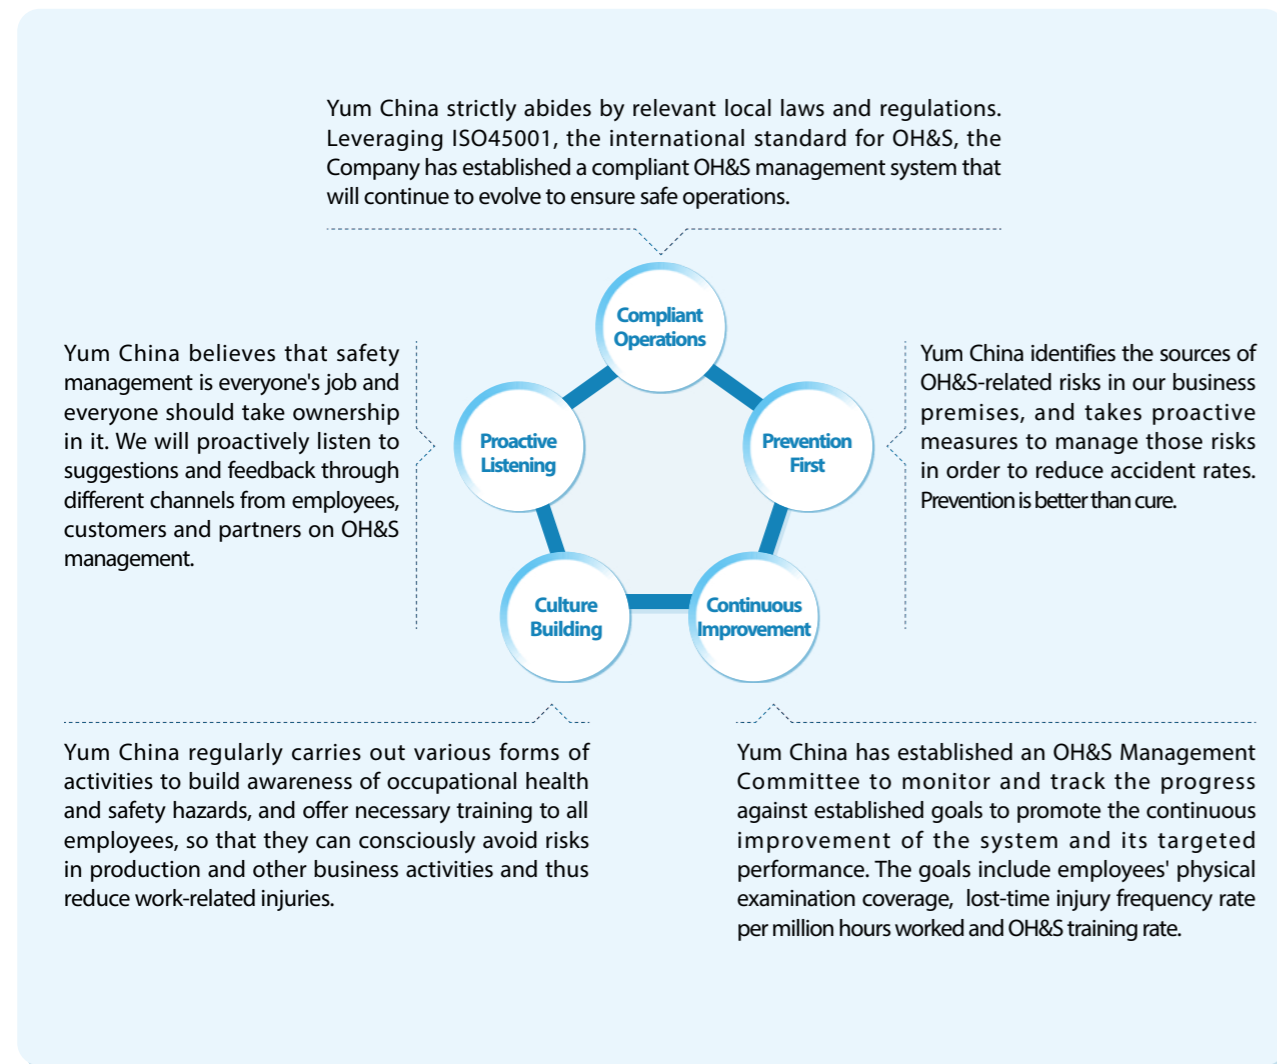 Yum China strictly abides by relevant local laws and regulations.
Leveraging ISO45001, the international standard for OH&S, the
Company has established a compliant OH&S management system that
will continue to evolve to ensure safe operations.
Compliant
Operations
Yum China believes that safety
management is everyone's job and
everyone should take ownership
in it. We will proactively listen to
suggestions and feedback through
different channels from employees,
customers and partners on OH&S
management.
Proactive
Listening
Prevention
First
Yum China identifies the sources of
OH&S-related risks in our business
premises, and takes proactive
measures to manage those risks
in order to reduce accident rates.
Prevention is better than cure.
Culture
Building
Continuous
Improvement
Yum China regularly carries out various forms of
activities to build awareness of occupational health
and safety hazards, and offer necessary training to all
employees, so that they can consciously avoid risks
in production and other business activities and thus
reduce work-related injuries.
Yum China has established an OH&S Management
Committee to monitor and track the progress
against established goals to promote the continuous
improvement of the system and its targeted
performance. The goals include employees' physical
examination coverage, lost-time injury frequency rate
per million hours worked and OH&S training rate.